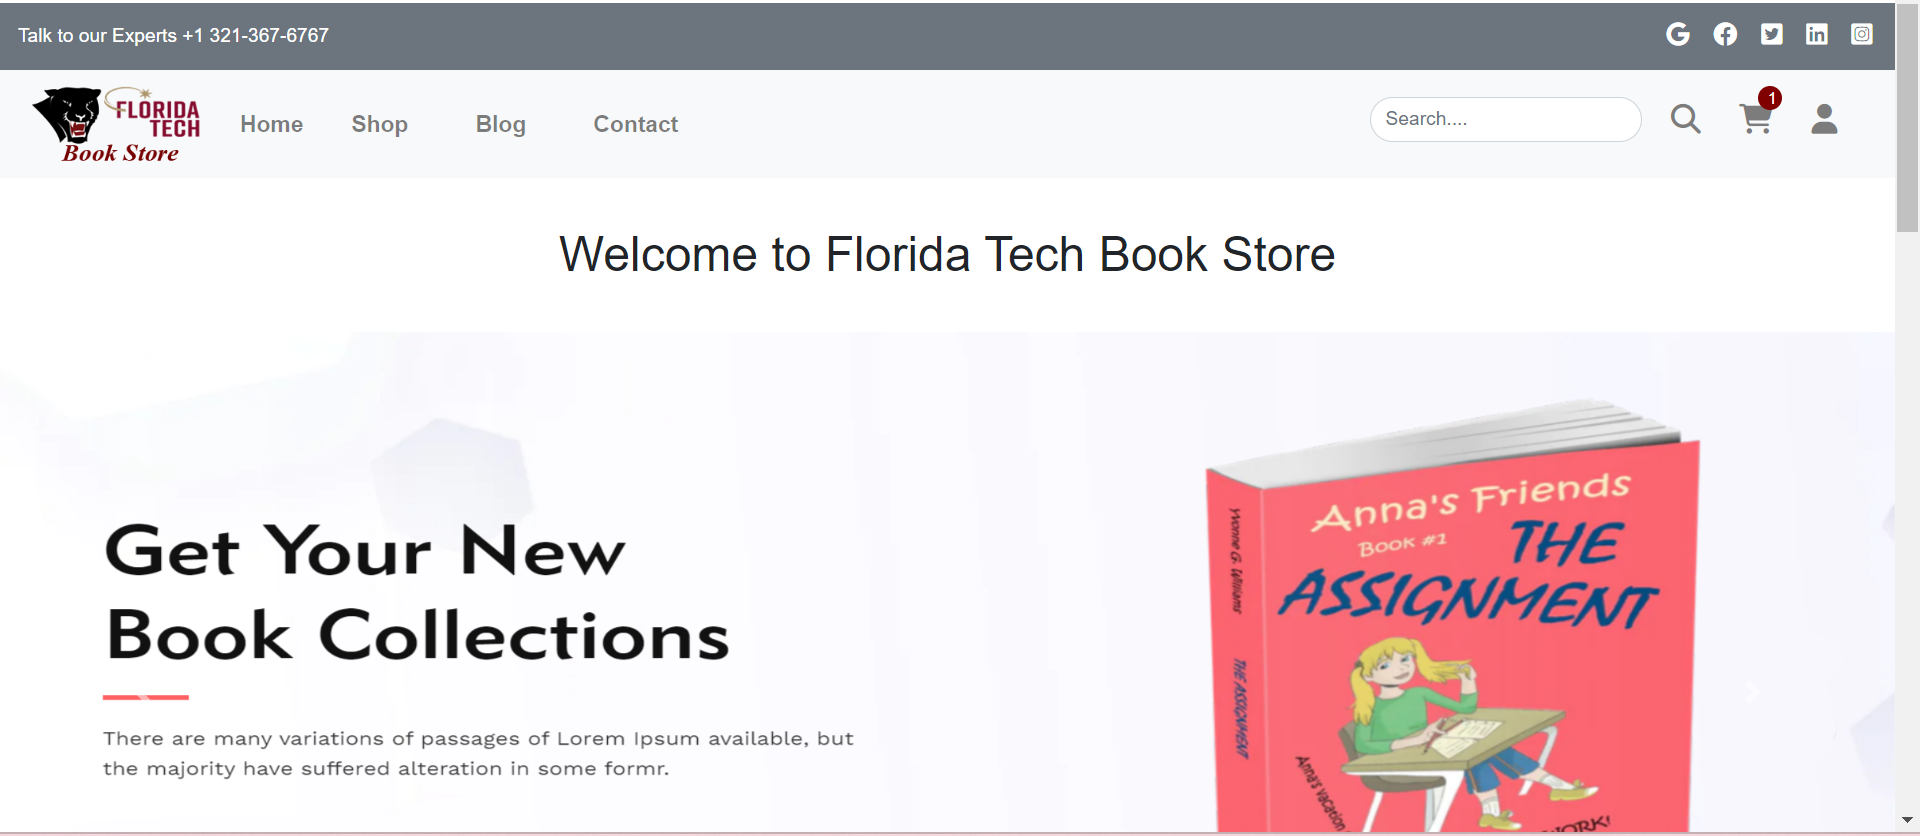 Talk to our Experts +1 321-367-6767
FLORIDA
TECH
Book Store
Home Shop Blog Contact
Search....
1
Welcome to Florida Tech Book Store
Get Your New
Book Collections
There are many variations of passages of Lorem Ipsum available, but
the majority have suffered alteration in some formr.
Anna's Friends
Book #1
THE
ASSIGNMENT
Yvonne G. Williams
THE ASSIGNMENT
Anna's vacation
WORK!